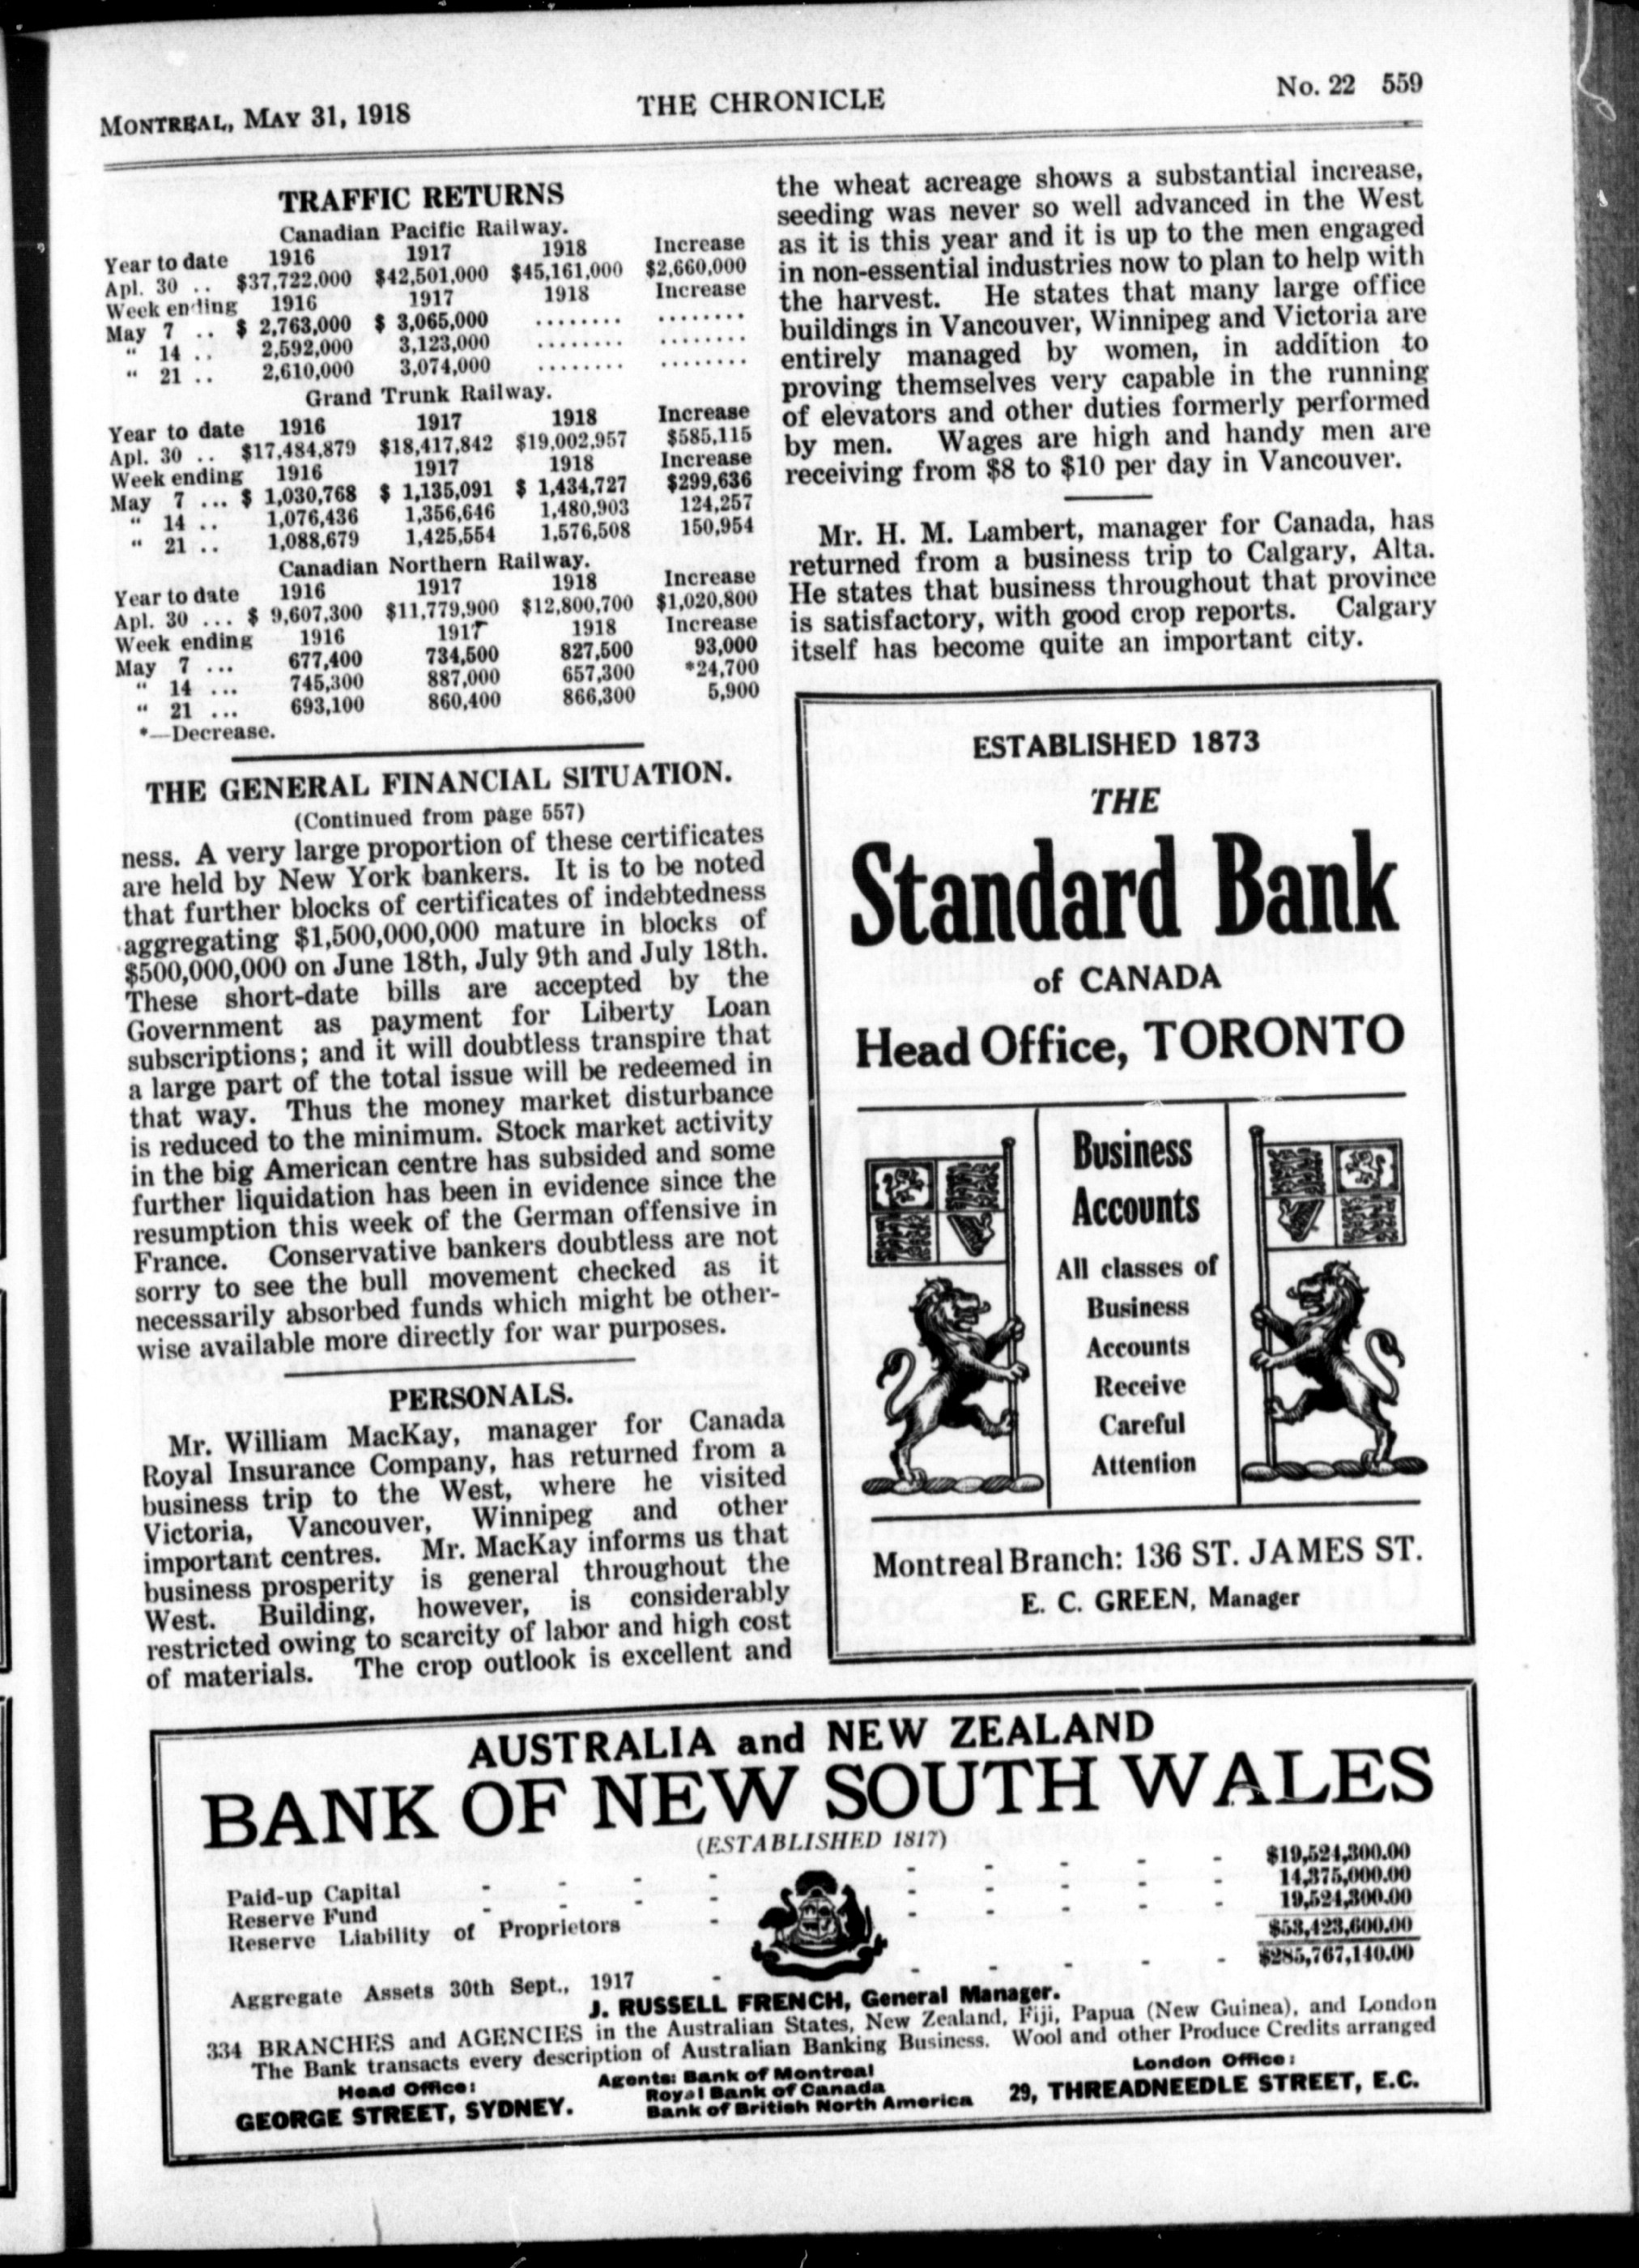 MONTREAL, MAY 31, 1918
THE CHRONICLE
No. 22 559
TRAFFIC RETURNS
Canadian Pacific Railway.
Year to date 1916 1917 1918 Increase
Apl. 30 .. $37,722,000 $42,501,000 $45,161,000 $2,660,000
Week ending 1916 1917 1918 Increase
May 7 .. $ 2,763,000 $ 3,065,000 ........ ........
“ 14 .. 2,592,000 3,123,000 ........ ........
“ 21 .. 2,610,000 3,074,000 ........ ........
Grand Trunk Railway.
Year to date 1916 1917 1918 Increase
Apl. 30 .. $17,484,879 $18,417,842 $19,002,957 $585,115
Week ending 1916 1917 1918 Increase
May 7 ... $ 1,030,768 $ 1,135,091 $ 1,434,727 $299,636
“ 14 .. 1,076,436 1,356,646 1,480,903 124,257
“ 21 .. 1,088,679 1,425,554 1,576,508 150,954
Canadian Northern Railway.
Year to date 1916 1917 1918 Increase
Apl. 30 ... $ 9,607,300 $11,779,900 $12,800,700 $1,020,800
Week ending 1916 1917 1918 Increase
May 7 ... 677,400 734,500 827,500 93,000
“ 14 ... 745,300 887,000 657,300 *24,700
“ 21 ... 693,100 860,400 866,300 5,900
*—Decrease.
THE GENERAL FINANCIAL SITUATION.
(Continued from page 557)
ness. A very large proportion of these certificates
are held by New York bankers. It is to be noted
that further blocks of certificates of indebtedness
aggregating $1,500,000,000 mature in blocks of
$500,000,000 on June 18th, July 9th and July 18th.
These short-date bills are accepted by the
Government as payment for Liberty Loan
subscriptions; and it will doubtless transpire that
a large part of the total issue will be redeemed in
that way. Thus the money market disturbance
is reduced to the minimum. Stock market activity
in the big American centre has subsided and some
further liquidation has been in evidence since the
resumption this week of the German offensive in
France. Conservative bankers doubtless are not
sorry to see the bull movement checked as it
necessarily absorbed funds which might be other-
wise available more directly for war purposes.
PERSONALS.
Mr. William MacKay, manager for Canada
Royal Insurance Company, has returned from a
business trip to the West, where he visited
Victoria, Vancouver, Winnipeg and other
important centres. Mr. MacKay informs us that
business prosperity is general throughout the
West. Building, however, is considerably
restricted owing to scarcity of labor and high cost
of materials. The crop outlook is excellent and
the wheat acreage shows a substantial increase,
seeding was never so well advanced in the West
as it is this year and it is up to the men engaged
in non-essential industries now to plan to help with
the harvest. He states that many large office
buildings in Vancouver, Winnipeg and Victoria are
entirely managed by women, in addition to
proving themselves very capable in the running
of elevators and other duties formerly performed
by men. Wages are high and handy men are
receiving from $8 to $10 per day in Vancouver.
Mr. H. M. Lambert, manager for Canada, has
returned from a business trip to Calgary, Alta.
He states that business throughout that province
is satisfactory, with good crop reports. Calgary
itself has become quite an important city.
ESTABLISHED 1873
THE
Standard Bank
of CANADA
Head Office, TORONTO
Business
Accounts
All classes of
Business
Accounts
Receive
Careful
Attention
Montreal Branch: 136 ST. JAMES ST.
E. C. GREEN, Manager
AUSTRALIA and NEW ZEALAND
BANK OF NEW SOUTH WALES
(ESTABLISHED 1817)
Paid-up Capital - - - - - - - - - $19,524,300.00
Reserve Fund - - - - - - - - - 14,375,000.00
Reserve Liability of Proprietors - - - - - - 19,524,300.00
$53,423,600.00
Aggregate Assets 30th Sept., 1917 - - - - - - $285,767,140.00
J. RUSSELL FRENCH, General Manager.
334 BRANCHES and AGENCIES in the Australian States, New Zealand, Fiji, Papua (New Guinea), and London
The Bank transacts every description of Australian Banking Business. Wool and other Produce Credits arranged
Head Office:
GEORGE STREET, SYDNEY.
Agents: Bank of Montreal
Royal Bank of Canada
Bank of British North America
London Office:
29, THREADNEEDLE STREET, E.C.